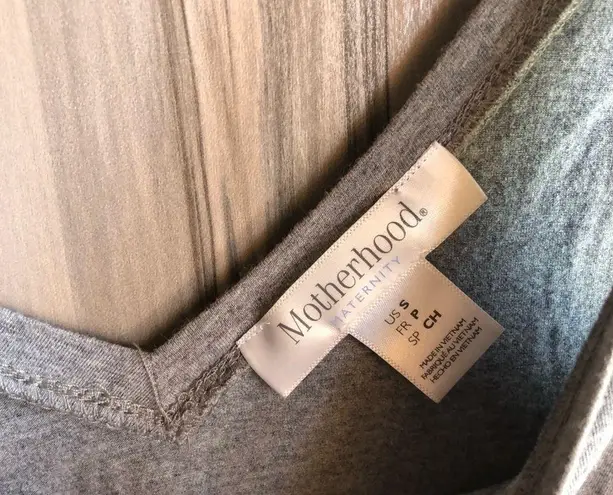 Motherhood®
MATERNITY
US S
FR P
SP CH
MADE IN VIETNAM
FABRIQUÉ AU VIETNAM
HECHO EN VIETNAM